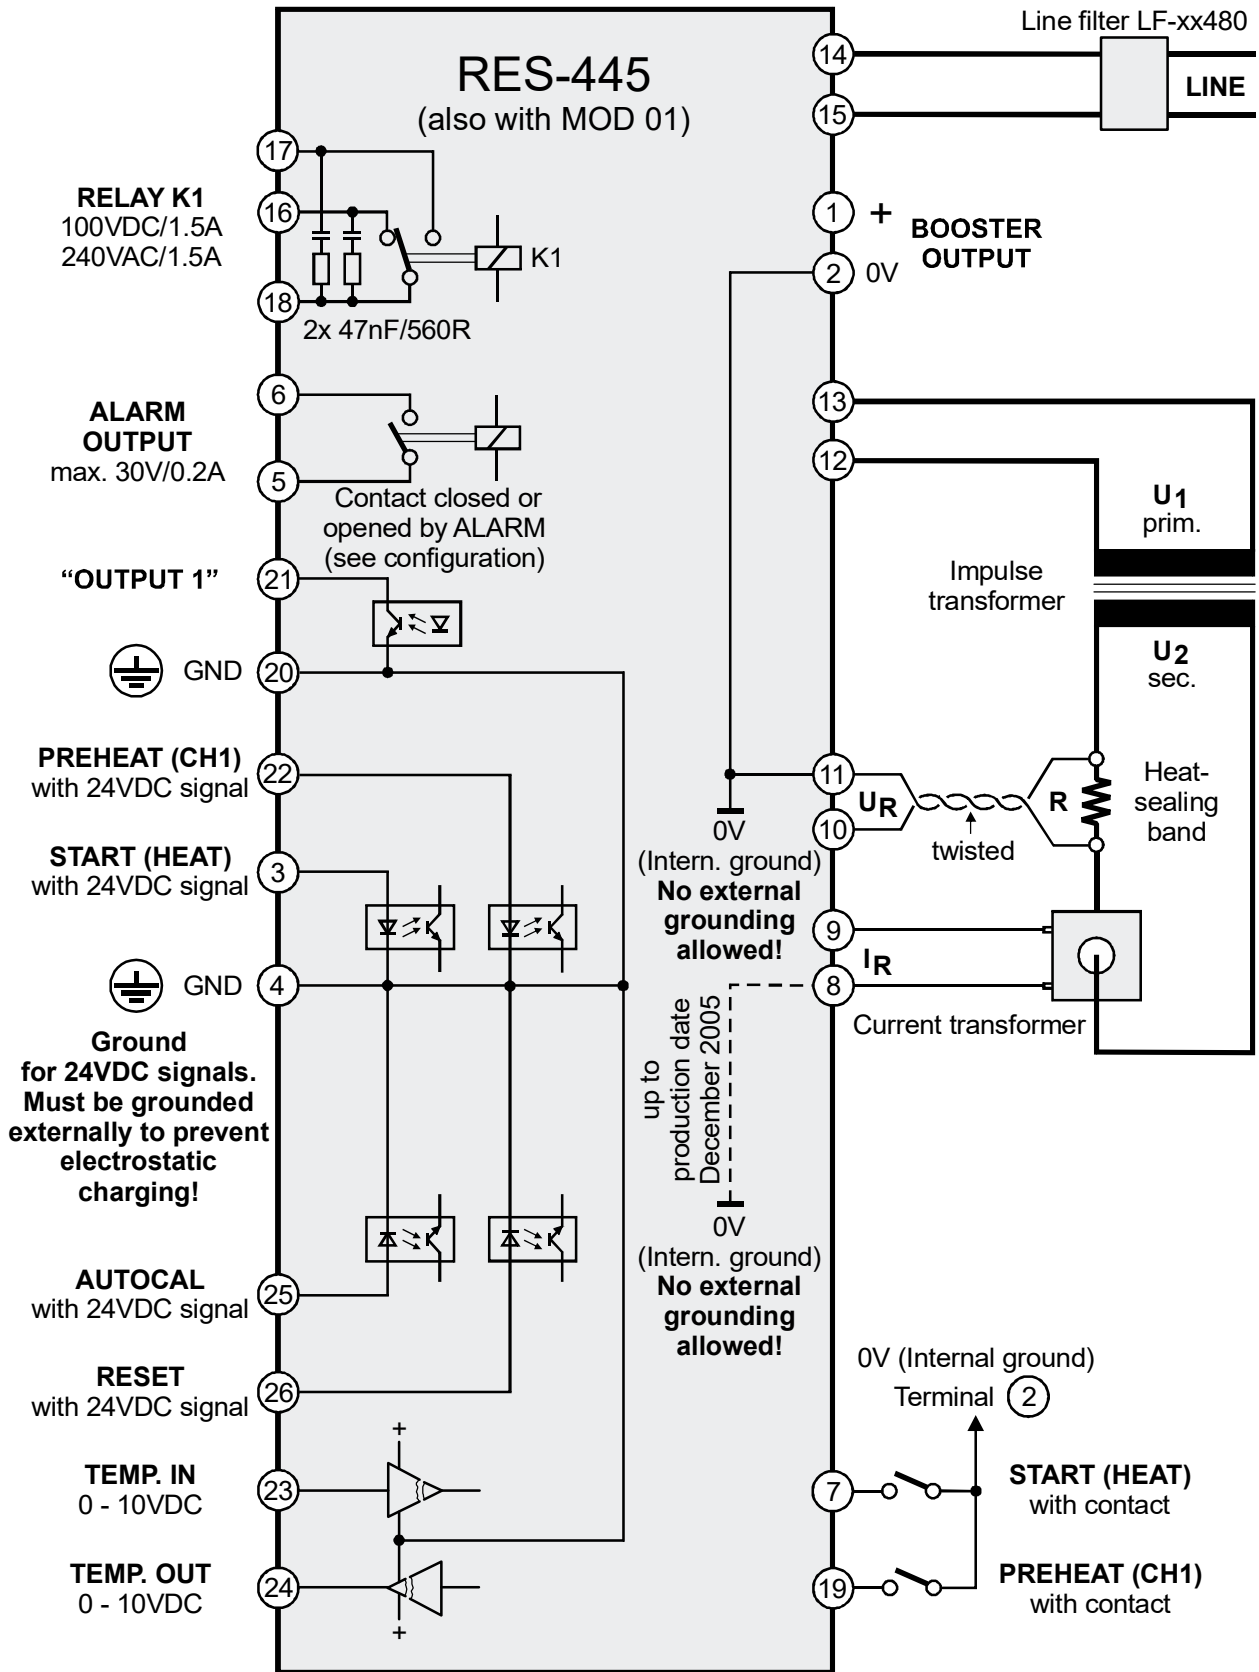 RES-445
(also with MOD 01)
Line filter LF-xx480
LINE
14
15
17
16
18
RELAY K1
100VDC/1.5A
240VAC/1.5A
K1
2x 47nF/560R
1
+
2
0V
BOOSTER
OUTPUT
6
5
ALARM
OUTPUT
max. 30V/0.2A
Contact closed or
opened by ALARM
(see configuration)
13
12
U1
prim.
Impulse
transformer
U2
sec.
“OUTPUT 1”
21
GND
20
PREHEAT (CH1)
with 24VDC signal
22
START (HEAT)
with 24VDC signal
3
GND
4
Ground
for 24VDC signals.
Must be grounded
externally to prevent
electrostatic
charging!
11
10
UR
twisted
R
Heat-
sealing
band
0V
(Intern. ground)
No external
grounding
allowed!
9
8
IR
Current transformer
up to
production date
December 2005
0V
(Intern. ground)
No external
grounding
allowed!
AUTOCAL
with 24VDC signal
25
RESET
with 24VDC signal
26
TEMP. IN
0 - 10VDC
23
+
TEMP. OUT
0 - 10VDC
24
+
0V (Internal ground)
Terminal 2
7
START (HEAT)
with contact
19
PREHEAT (CH1)
with contact